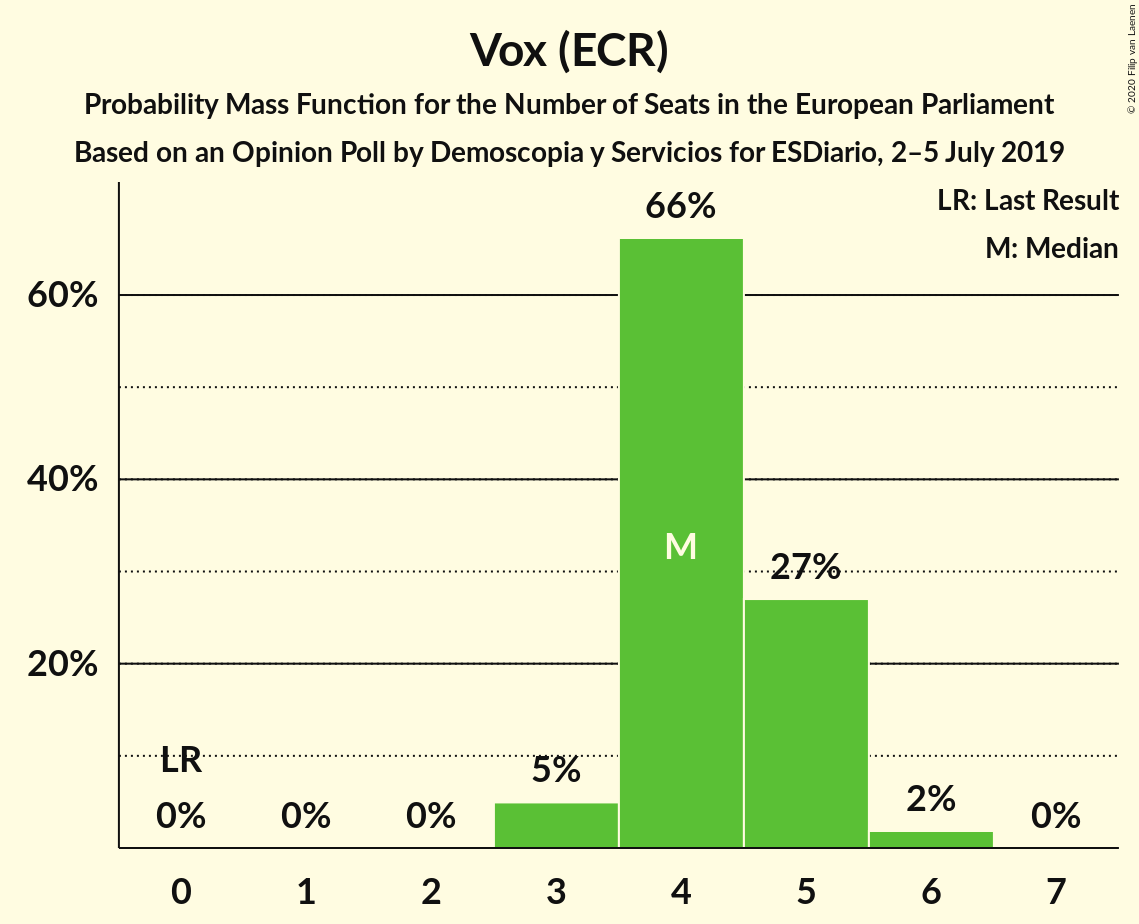 Vox (ECR)
Probability Mass Function for the Number of Seats in the European Parliament
Based on an Opinion Poll by Demoscopia y Servicios for ESDiario, 2–5 July 2019
© 2020 Filip van Laenen
LR: Last Result
M: Median
66%
60%
40%
M
27%
20%
LR
5%
2%
0%
0%
0%
0%
0
1
2
3
4
5
6
7